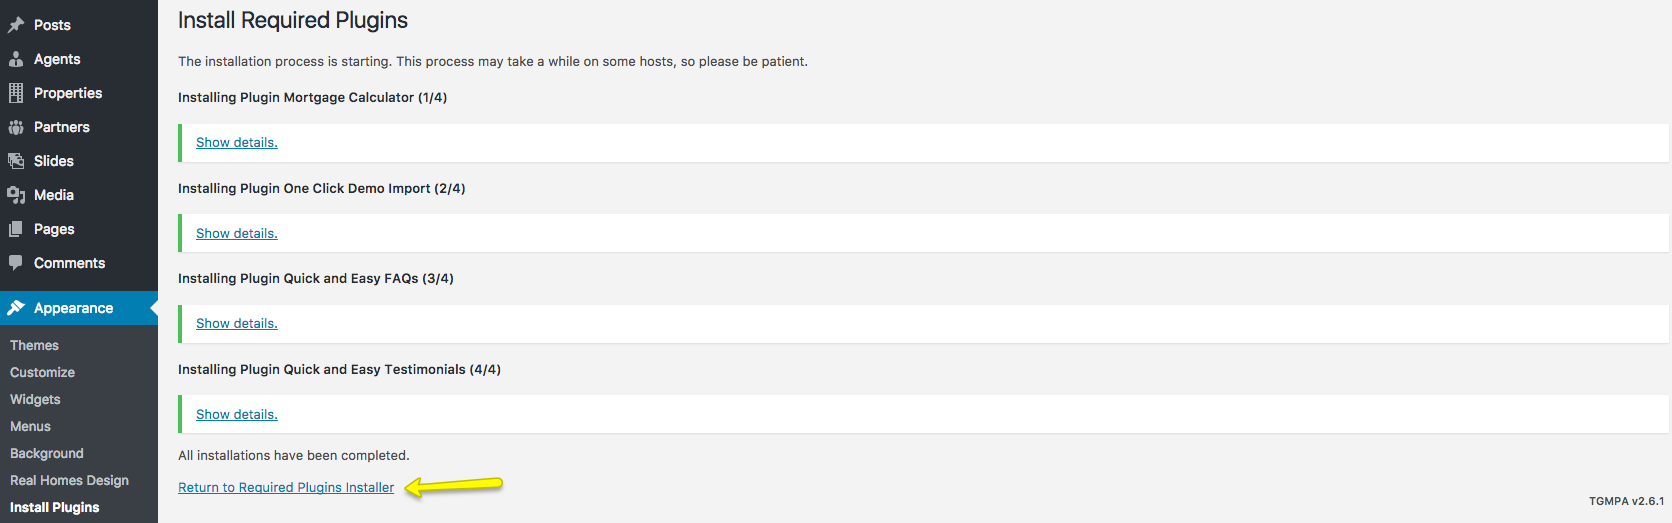 Posts
Agents
Properties
Partners
Slides
Media
Pages
Comments
Appearance
Themes
Customize
Widgets
Menus
Background
Real Homes Design
Install Plugins
Install Required Plugins
The installation process is starting. This process may take a while on some hosts, so please be patient.
Installing Plugin Mortgage Calculator (1/4)
Show details.
Installing Plugin One Click Demo Import (2/4)
Show details.
Installing Plugin Quick and Easy FAQs (3/4)
Show details.
Installing Plugin Quick and Easy Testimonials (4/4)
Show details.
All installations have been completed.
Return to Required Plugins Installer
TGMPA v2.6.1